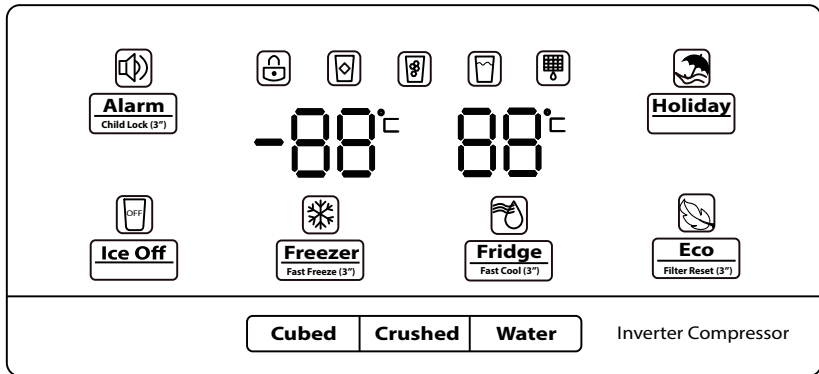 Alarm
Child Lock (3")
-88°C
88°C
Holiday
OFF
Ice Off
Freezer
Fast Freeze (3")
Fridge
Fast Cool (3")
Eco
Filter Reset (3")
Cubed
Crushed
Water
Inverter Compressor